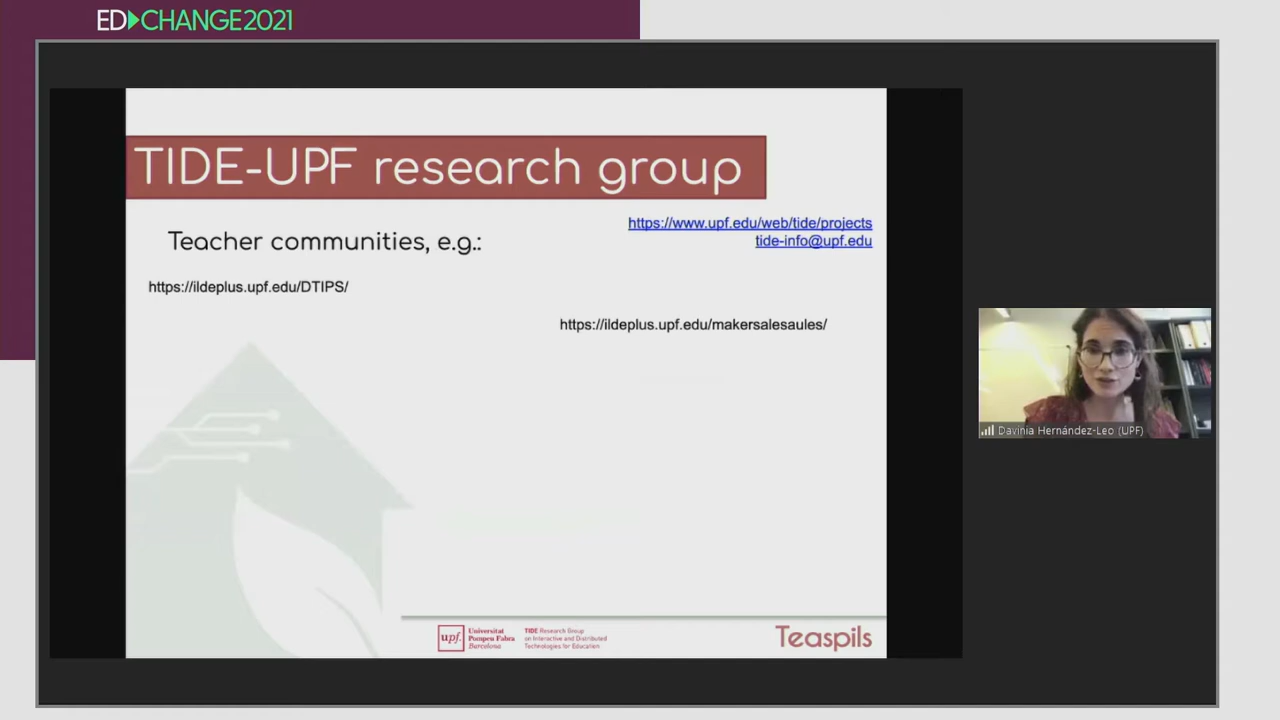 ED CHANGE2021
TIDE-UPF research group
https://www.upf.edu/web/tide/projects
tide-info@upf.edu
Teacher communities, e.g.:
https://ildeplus.upf.edu/DTIPS/
https://ildeplus.upf.edu/makersalesaules/
Davinia Hernández-Leo (UPF)
upf.
Universitat
Pompeu Fabra
Barcelona
TIDE Research Group
on Interactive and Distributed
Technologies for Education
Teaspils